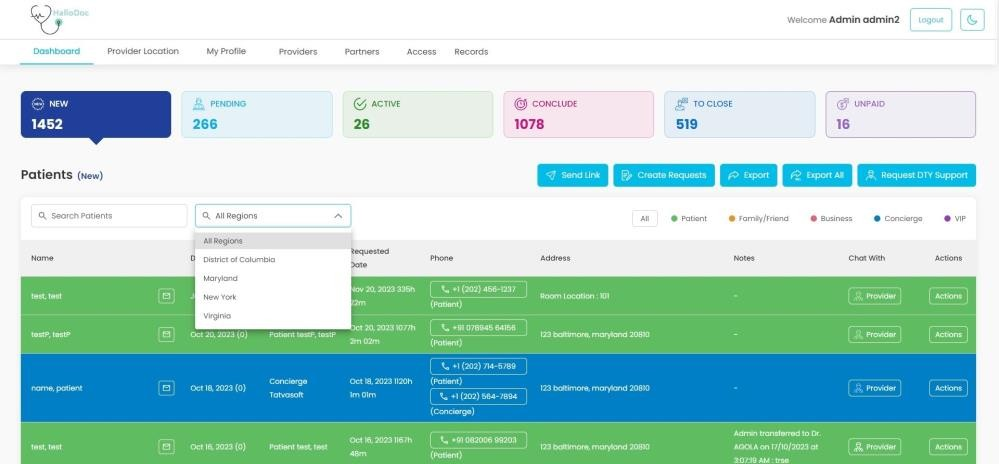 HalloDoc
Welcome Admin admin2
Logout
Dashboard
Provider Location
My Profile
Providers
Partners
Access
Records
NEW
1452
PENDING
266
ACTIVE
26
CONCLUDE
1078
TO CLOSE
519
UNPAID
16
Patients (New)
Send Link
Create Requests
Export
Export All
Request DTY Support
Search Patients
All Regions
All
Patient
Family/Friend
Business
Concierge
VIP
All Regions
District of Columbia
Maryland
New York
Virginia
Name
Requested
Date
Phone
Address
Notes
Chat With
Actions
test, test
Nov 20, 2023 335h
22m
+1 (202) 456-1237
(Patient)
Room Location : 101
-
Provider
Actions
testP, testP
Oct 20, 2023 (0)
Patient testP, testP
Oct 20, 2023 1077h
2m 02m
+91 078945 64156
(Patient)
123 baltimore, maryland 20810
-
Provider
Actions
name, patient
Oct 18, 2023 (0)
Concierge
Tatvasoft
Oct 18, 2023 1120h
1m 01m
+1 (202) 714-5789
(Patient)
+1 (202) 564-7894
(Concierge)
123 baltimore, maryland 20810
-
Provider
Actions
test, test
Oct 16, 2023 (0)
Patient test, test
Oct 16, 2023 1167h
48m
+91 082006 99203
(Patient)
123 baltimore, maryland 20810
Admin transferred to Dr.
AGOLA on 17/10/2023 at
3:07:19 AM : trse
Provider
Actions